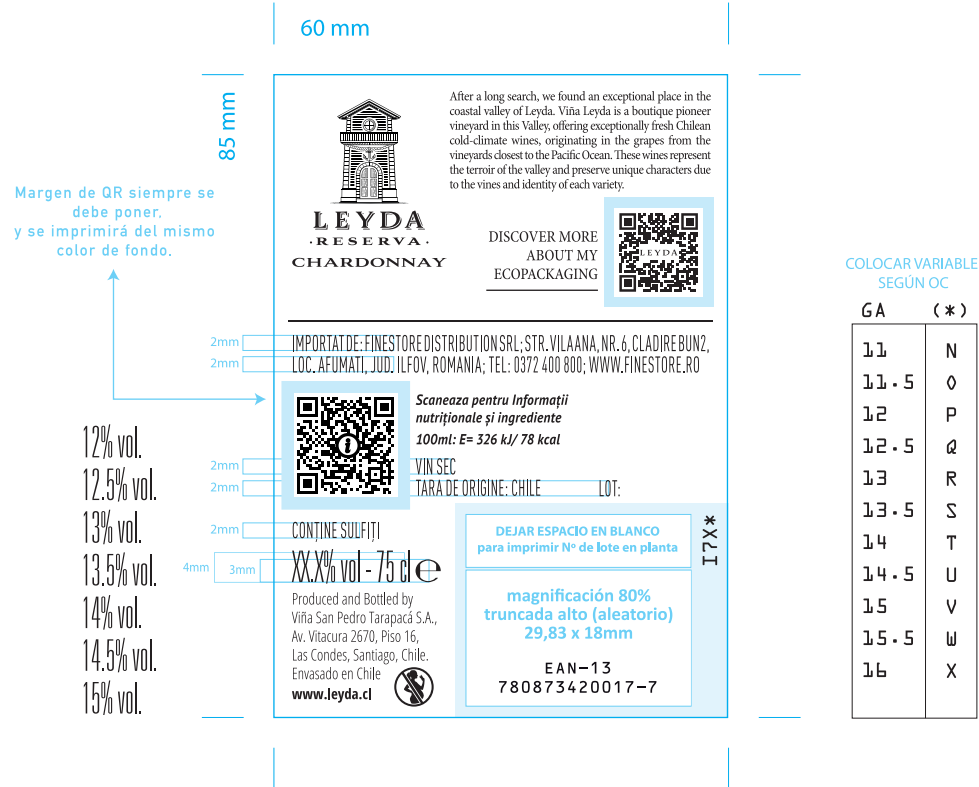 60 mm
85 mm
After a long search, we found an exceptional place in the
coastal valley of Leyda. Viña Leyda is a boutique pioneer
vineyard in this Valley, offering exceptionally fresh Chilean
cold-climate wines, originating in the grapes from the
vineyards closest to the Pacific Ocean. These wines represent
the terroir of the valley and preserve unique characters due
to the vines and identity of each variety.
LEYDA
·RESERVA·
CHARDONNAY
DISCOVER MORE
ABOUT MY
ECOPACKAGING
LEYDA
Margen de QR siempre se
debe poner,
y se imprimirá del mismo
color de fondo.
2mm
IMPORTAT DE: FINESTORE DISTRIBUTION SRL; STR. VILAANA, NR. 6, CLADIRE BUN2,
2mm
LOC. AFUMATI, JUD. ILFOV, ROMANIA; TEL: 0372 400 800; WWW.FINESTORE.RO
Scaneaza pentru Informații
nutriționale și ingrediente
100ml: E= 326 kJ/ 78 kcal
i
2mm
VIN SEC
2mm
TARA DE ORIGINE: CHILE LOT:
2mm
CONȚINE SULFIȚI
4mm
3mm
XX.X% vol - 75 cl e
Produced and Bottled by
Viña San Pedro Tarapacá S.A.,
Av. Vitacura 2670, Piso 16,
Las Condes, Santiago, Chile.
Envasado en Chile
www.leyda.cl
DEJAR ESPACIO EN BLANCO
para imprimir Nº de lote en planta
I7X*
magnificación 80%
truncada alto (aleatorio)
29,83 x 18mm
EAN-13
780873420017-7
12% vol.
12.5% vol.
13% vol.
13.5% vol.
14% vol.
14.5% vol.
15% vol.
COLOCAR VARIABLE
SEGÚN OC
GA (*)
11 N
11.5 O
12 P
12.5 Q
13 R
13.5 S
14 T
14.5 U
15 V
15.5 W
16 X